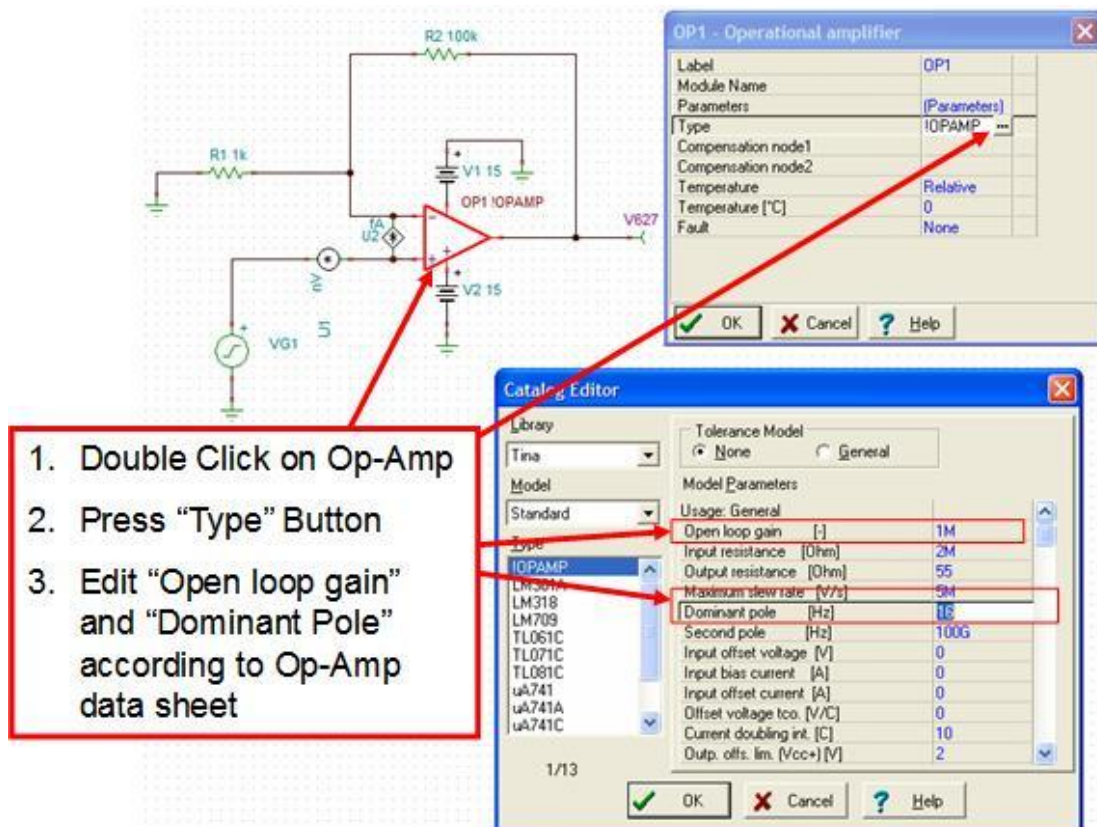 R2 100k
R1 1k
V1 15
OP1 !OPAMP
fA
U2
V627
V2 15
nV
U1
VG1
OP1 - Operational amplifier
Label OP1
Module Name
Parameters (Parameters)
Type !OPAMP ...
Compensation node1
Compensation node2
Temperature Relative
Temperature [°C] 0
Fault None
OK Cancel ? Help
1. Double Click on Op-Amp
2. Press “Type” Button
3. Edit “Open loop gain”
and “Dominant Pole”
according to Op-Amp
data sheet
Catalog Editor
Library
Tina
Model
Standard
Type
!OPAMP
LM301A
LM318
LM709
TL061C
TL071C
TL081C
uA741
uA741A
uA741C
1/13
Tolerance Model
None General
Model Parameters
Usage: General
Open loop gain [-] 1M
Input resistance [Ohm] 2M
Output resistance [Ohm] 55
Maximum slew rate [V/s] 5M
Dominant pole [Hz] 16
Second pole [Hz] 100G
Input offset voltage [V] 0
Input bias current [A] 0
Input offset current [A] 0
Offset voltage tco. [V/C] 0
Current doubling int. [C] 10
Outp. offs. lim. (Vcc+) [V] 2
OK Cancel ? Help